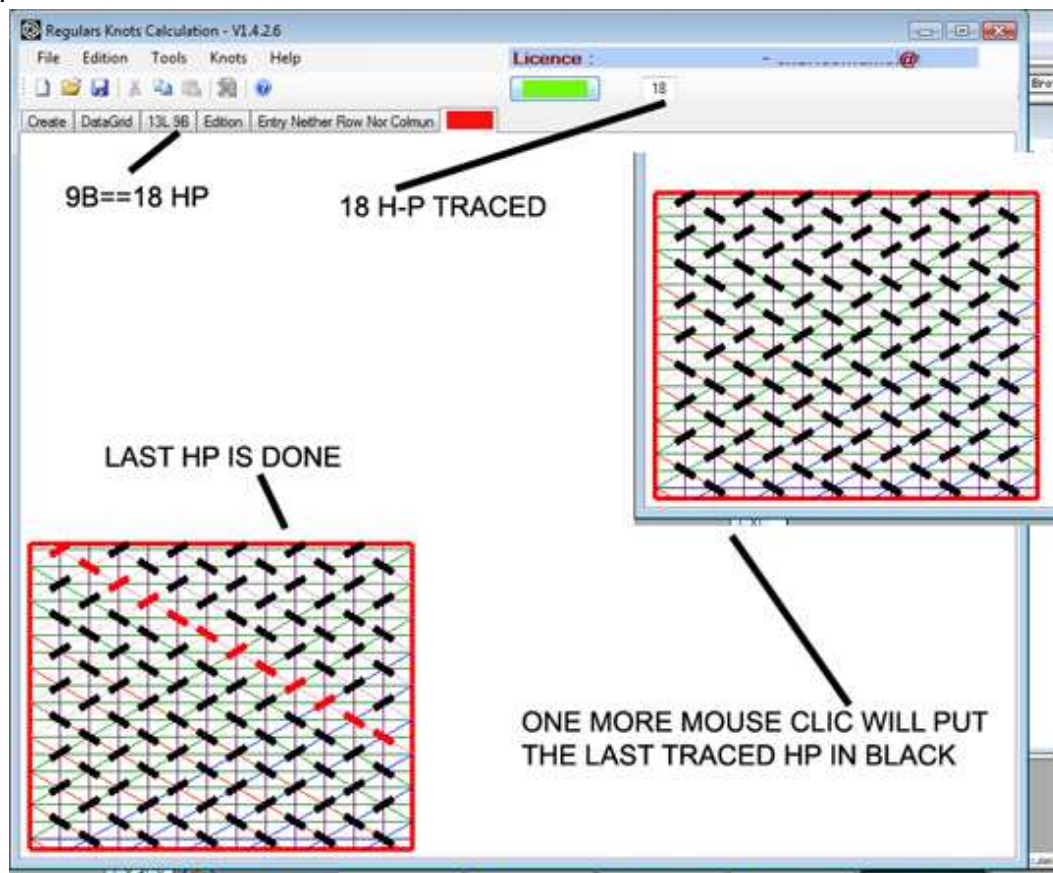 Regulars Knots Calculation - V1.4.2.6
File Edition Tools Knots Help
Licence : @
18
Create DataGrid 13L 9B Edition Entry Neither Row Nor Colmun
9B==18 HP
18 H-P TRACED
LAST HP IS DONE
ONE MORE MOUSE CLIC WILL PUT
THE LAST TRACED HP IN BLACK